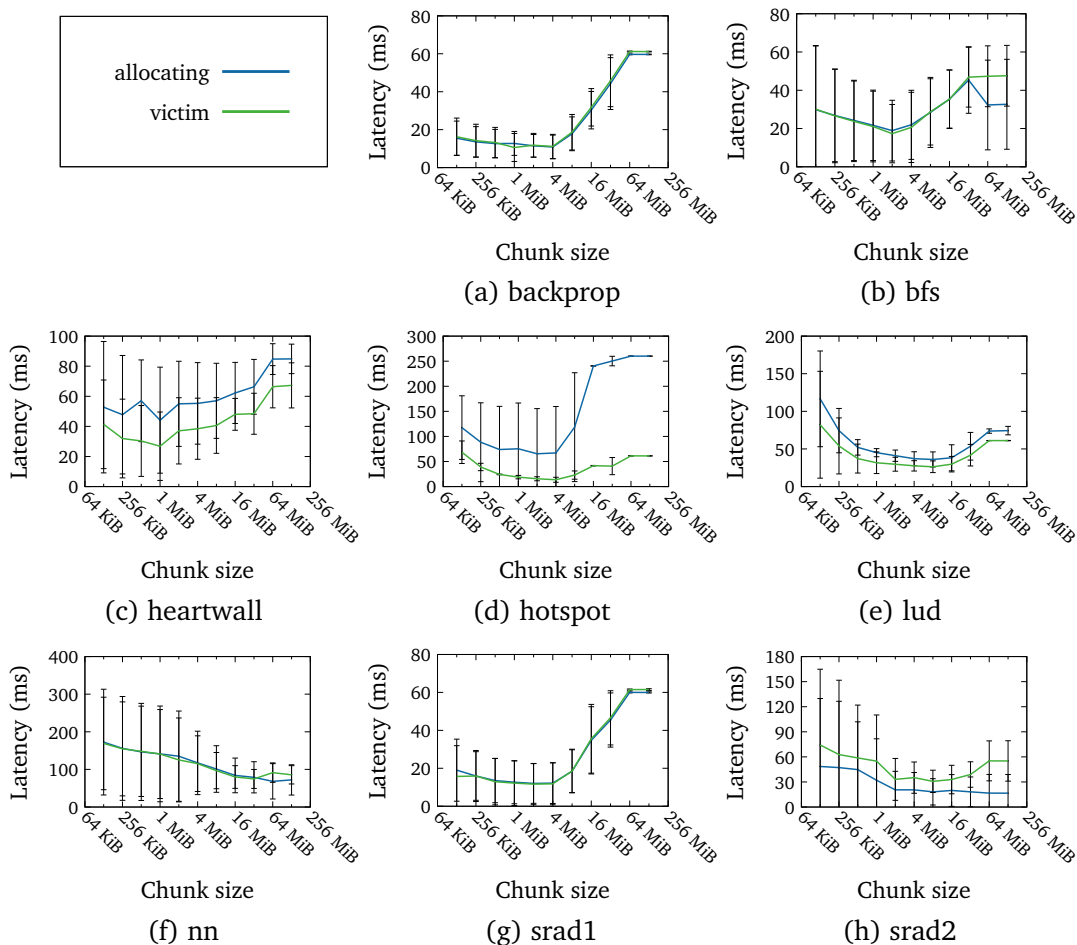 allocating
victim
Latency (ms)
80
60
40
20
0
64 KiB
256 KiB
1 MiB
4 MiB
16 MiB
64 MiB
256 MiB
Chunk size
(a) backprop
Latency (ms)
80
60
40
20
0
64 KiB
256 KiB
1 MiB
4 MiB
16 MiB
64 MiB
256 MiB
Chunk size
(b) bfs
Latency (ms)
100
80
60
40
20
0
64 KiB
256 KiB
1 MiB
4 MiB
16 MiB
64 MiB
256 MiB
Chunk size
(c) heartwall
Latency (ms)
300
250
200
150
100
50
0
64 KiB
256 KiB
1 MiB
4 MiB
16 MiB
64 MiB
256 MiB
Chunk size
(d) hotspot
Latency (ms)
200
150
100
50
0
64 KiB
256 KiB
1 MiB
4 MiB
16 MiB
64 MiB
256 MiB
Chunk size
(e) lud
Latency (ms)
400
300
200
100
0
64 KiB
256 KiB
1 MiB
4 MiB
16 MiB
64 MiB
256 MiB
Chunk size
(f) nn
Latency (ms)
80
60
40
20
0
64 KiB
256 KiB
1 MiB
4 MiB
16 MiB
64 MiB
256 MiB
Chunk size
(g) srad1
Latency (ms)
180
150
120
90
60
30
0
64 KiB
256 KiB
1 MiB
4 MiB
16 MiB
64 MiB
256 MiB
Chunk size
(h) srad2